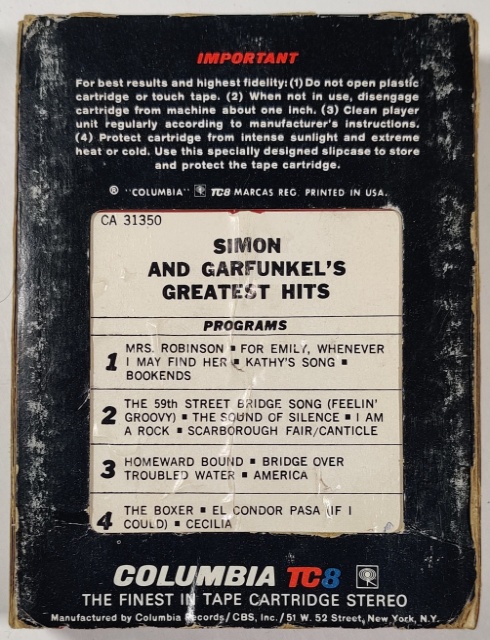 IMPORTANT
For best results and highest fidelity: (1) Do not open plastic
cartridge or touch tape. (2) When not in use, disengage
cartridge from machine about one inch. (3) Clean player
unit regularly according to manufacturer's instructions.
(4) Protect cartridge from intense sunlight and extreme
heat or cold. Use this specially designed slipcase to store
and protect the tape cartridge.
® "COLUMBIA" TC8 MARCAS REG. PRINTED IN USA.
CA 31350
SIMON
AND GARFUNKEL'S
GREATEST HITS
PROGRAMS
1 MRS. ROBINSON ▪ FOR EMILY, WHENEVER
I MAY FIND HER ▪ KATHY'S SONG ▪
BOOKENDS
2 THE 59th STREET BRIDGE SONG (FEELIN'
GROOVY) ▪ THE SOUND OF SILENCE ▪ I AM
A ROCK ▪ SCARBOROUGH FAIR/CANTICLE
3 HOMEWARD BOUND ▪ BRIDGE OVER
TROUBLED WATER ▪ AMERICA
4 THE BOXER ▪ EL CONDOR PASA (IF I
COULD) ▪ CECILIA
COLUMBIA TC8
THE FINEST IN TAPE CARTRIDGE STEREO
Manufactured by Columbia Records/CBS, Inc./51 W. 52 Street, New York, N.Y.